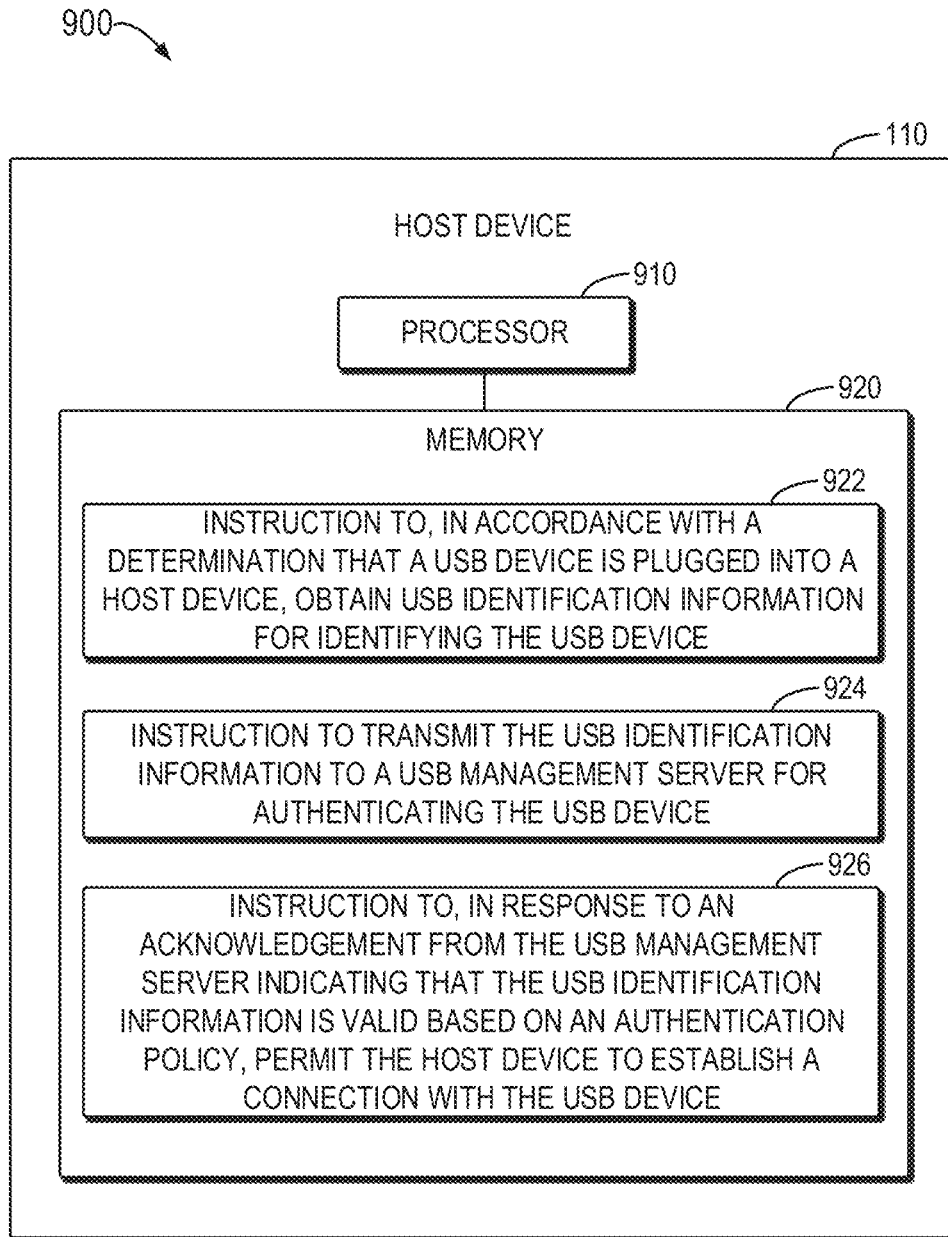 900
110
HOST DEVICE
910
PROCESSOR
920
MEMORY
922
INSTRUCTION TO, IN ACCORDANCE WITH A
DETERMINATION THAT A USB DEVICE IS PLUGGED INTO A
HOST DEVICE, OBTAIN USB IDENTIFICATION INFORMATION
FOR IDENTIFYING THE USB DEVICE
924
INSTRUCTION TO TRANSMIT THE USB IDENTIFICATION
INFORMATION TO A USB MANAGEMENT SERVER FOR
AUTHENTICATING THE USB DEVICE
926
INSTRUCTION TO, IN RESPONSE TO AN
ACKNOWLEDGEMENT FROM THE USB MANAGEMENT
SERVER INDICATING THAT THE USB IDENTIFICATION
INFORMATION IS VALID BASED ON AN AUTHENTICATION
POLICY, PERMIT THE HOST DEVICE TO ESTABLISH A
CONNECTION WITH THE USB DEVICE